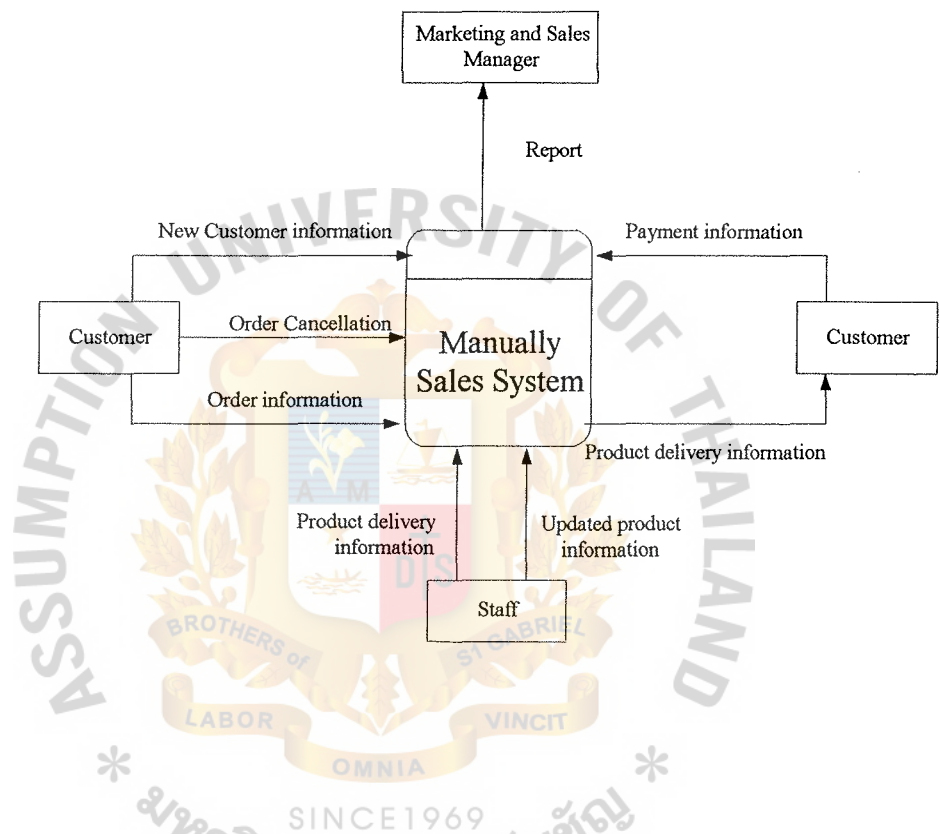 Marketing and Sales
Manager
Report
New Customer information
Payment information
Customer
Order Cancellation
Manually
Sales System
Customer
Order information
Product delivery information
Product delivery
information
Updated product
information
Staff
ASSUMPTION UNIVERSITY OF THAILAND
A M
D S
BROTHERS of
ST GABRIEL
LABOR
VINCIT
OMNIA
SINCE1969